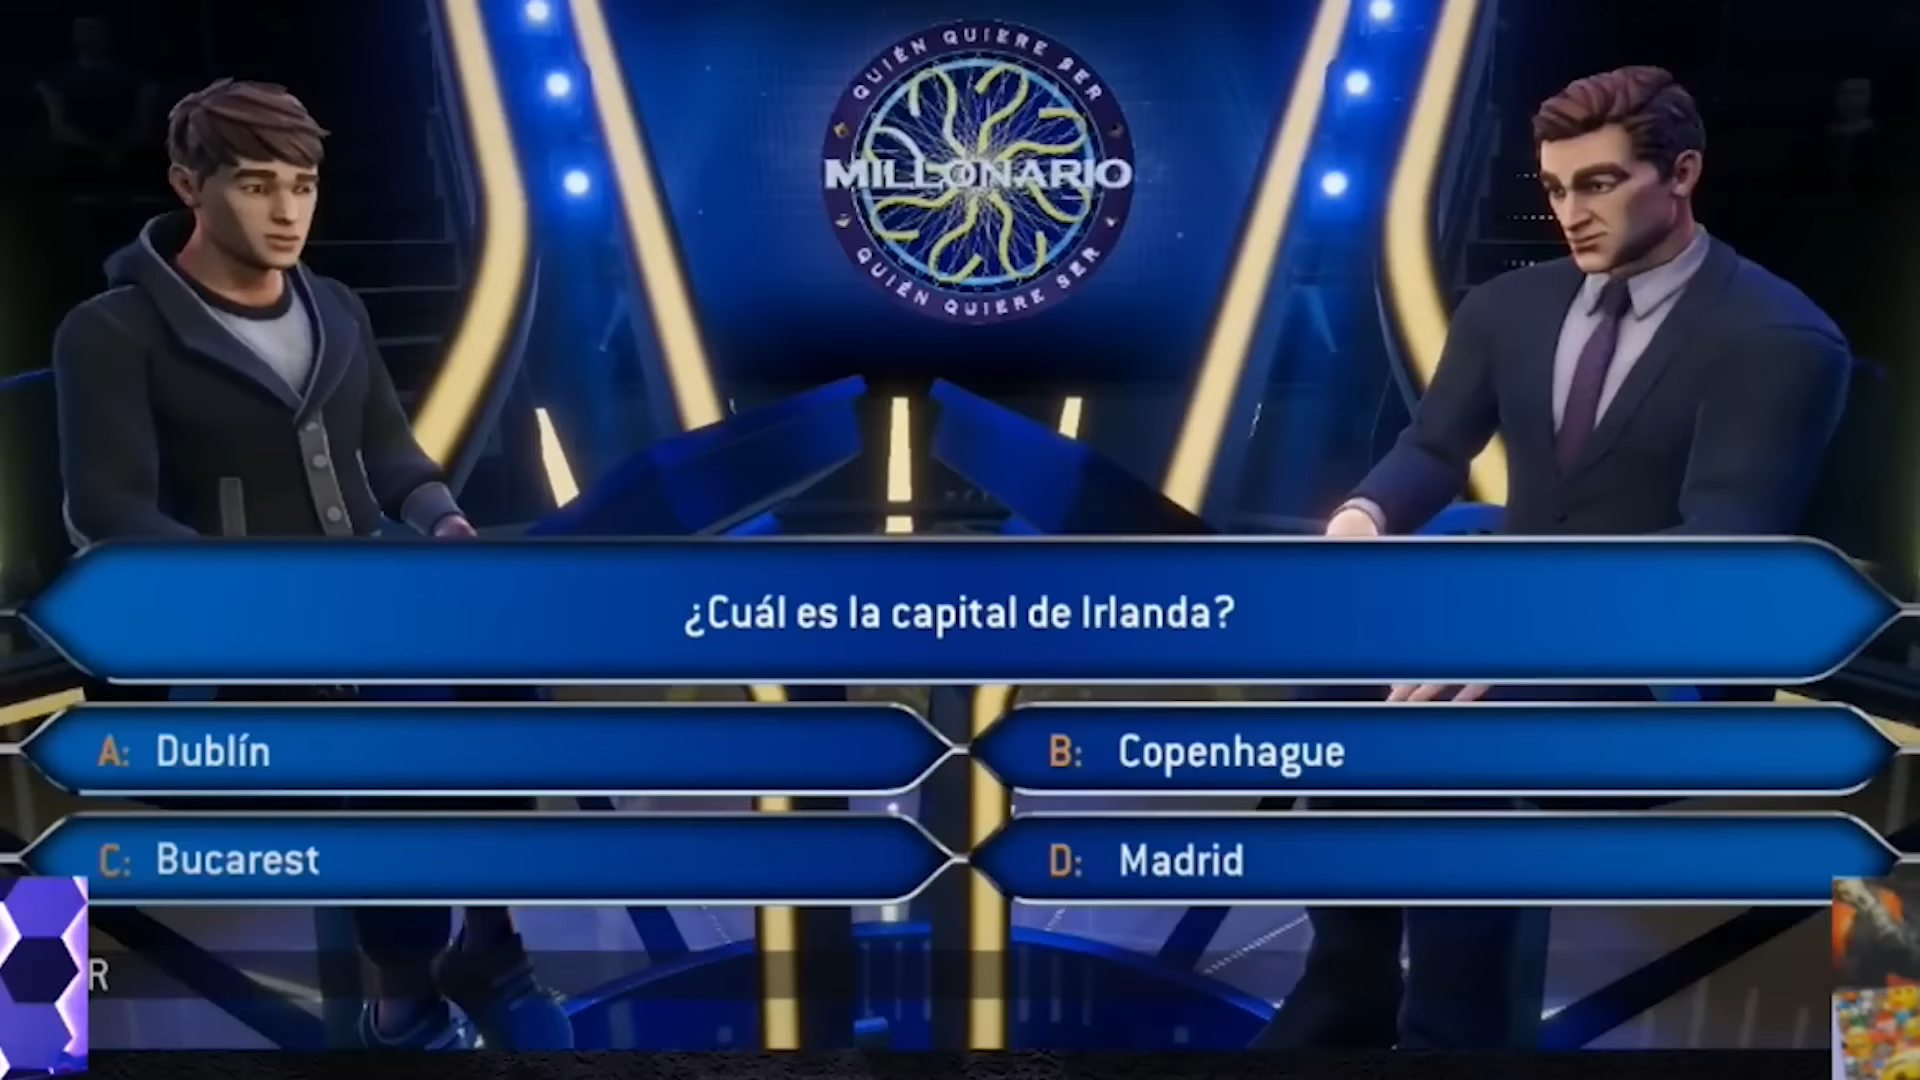 QUIÉN QUIERE SER
MILLONARIO
QUIÉN QUIERE SER
¿Cuál es la capital de Irlanda?
A: Dublín
B: Copenhague
C: Bucarest
D: Madrid
R